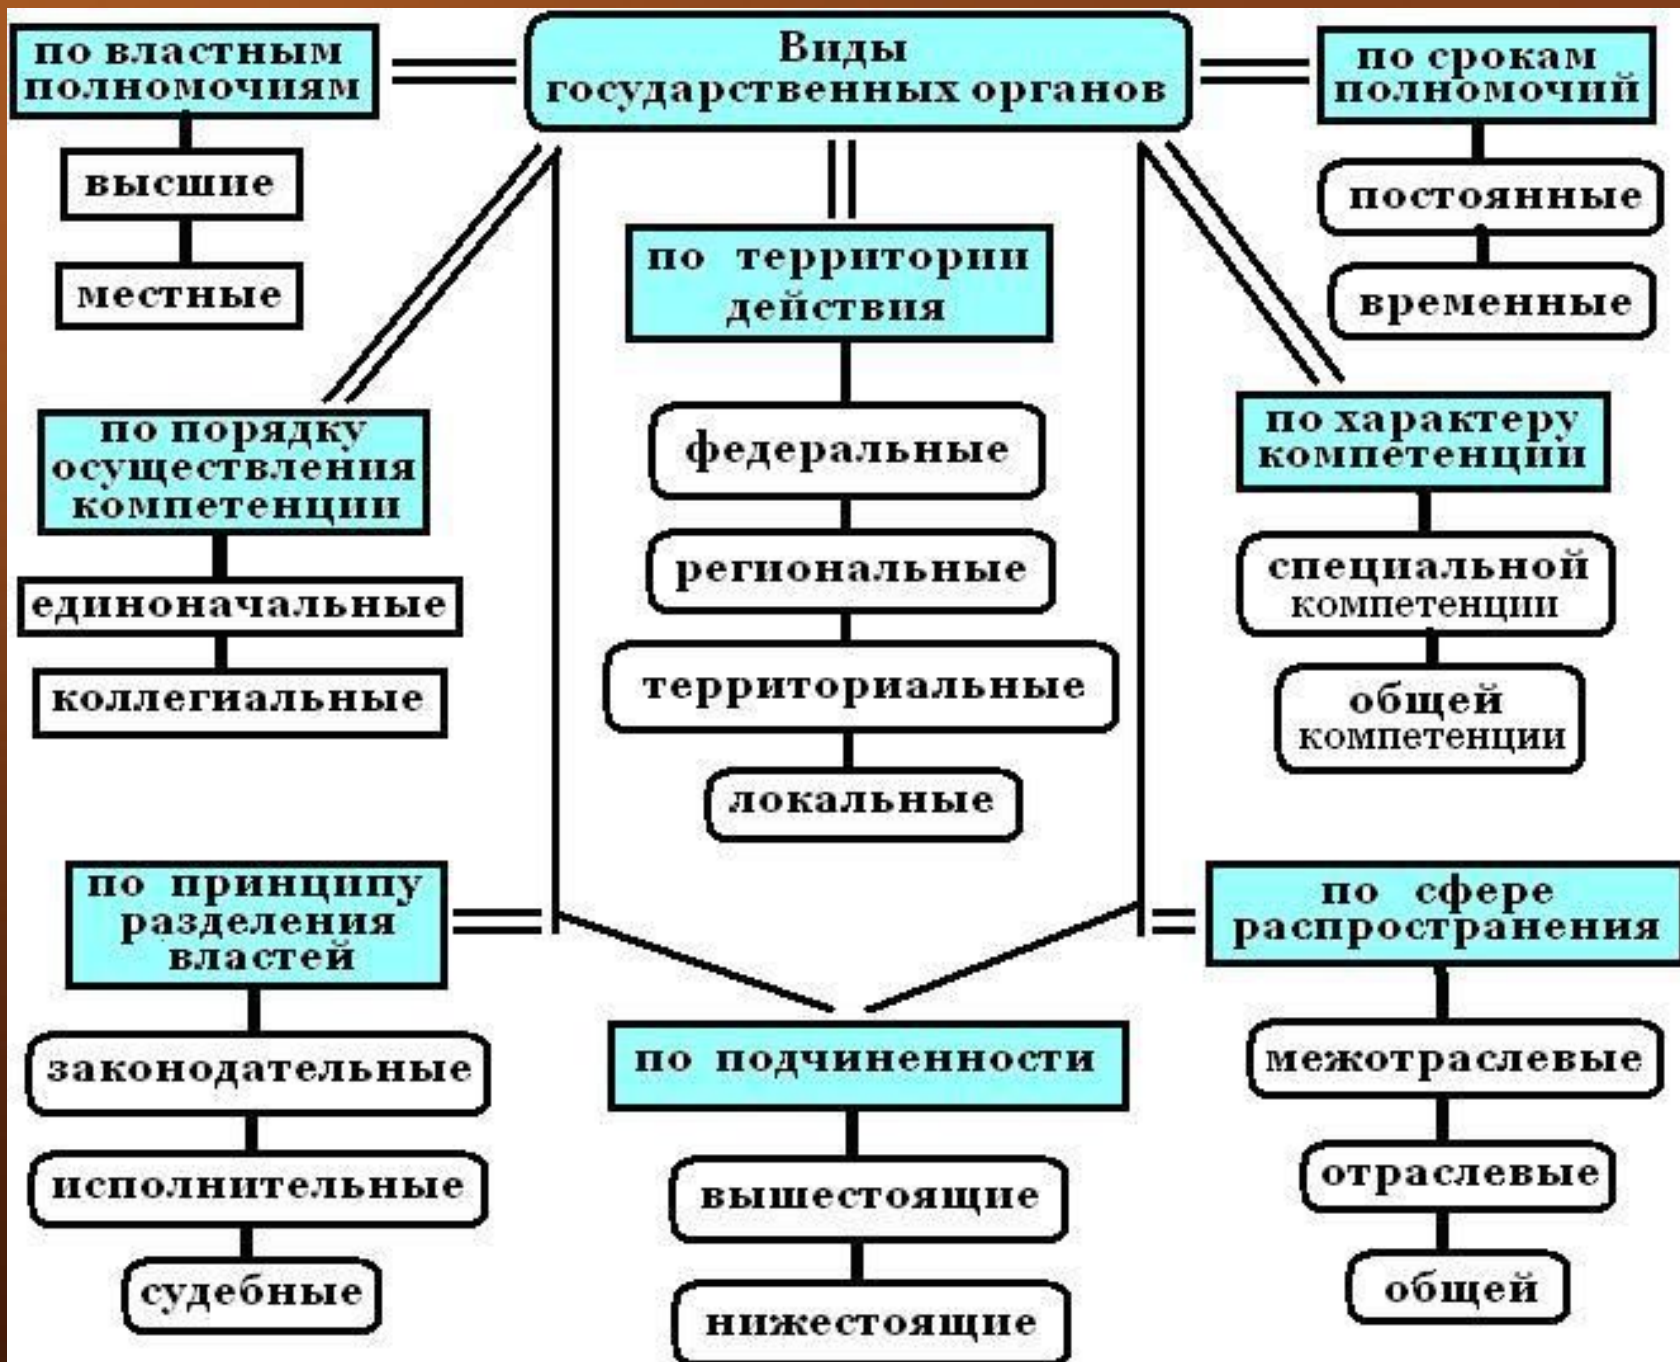 Виды
государственных органов
по властным
полномочиям
высшие
местные
по срокам
полномочий
постоянные
временные
по территории
действия
федеральные
региональные
территориальные
локальные
по порядку
осуществления
компетенции
единоначальные
коллегиальные
по характеру
компетенции
специальной
компетенции
общей
компетенции
по принципу
разделения
властей
законодательные
исполнительные
судебные
по подчиненности
вышестоящие
нижестоящие
по сфере
распространения
межотраслевые
отраслевые
общей